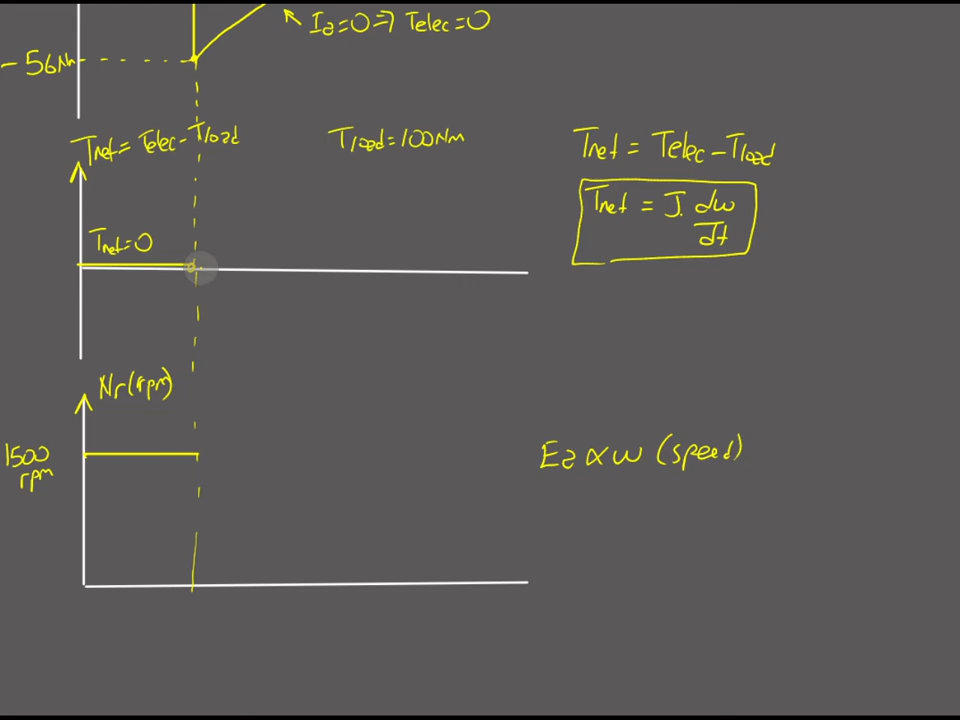 Ia=0=> Telec=0
-56Nm
Tnet= Telec-Tload
Tload=100Nm
Tnet = Telec-Tload
Tnet = J. dω
dt
Tnet=0
Nr(rpm)
1500
rpm
Ea ∝ ω (speed)